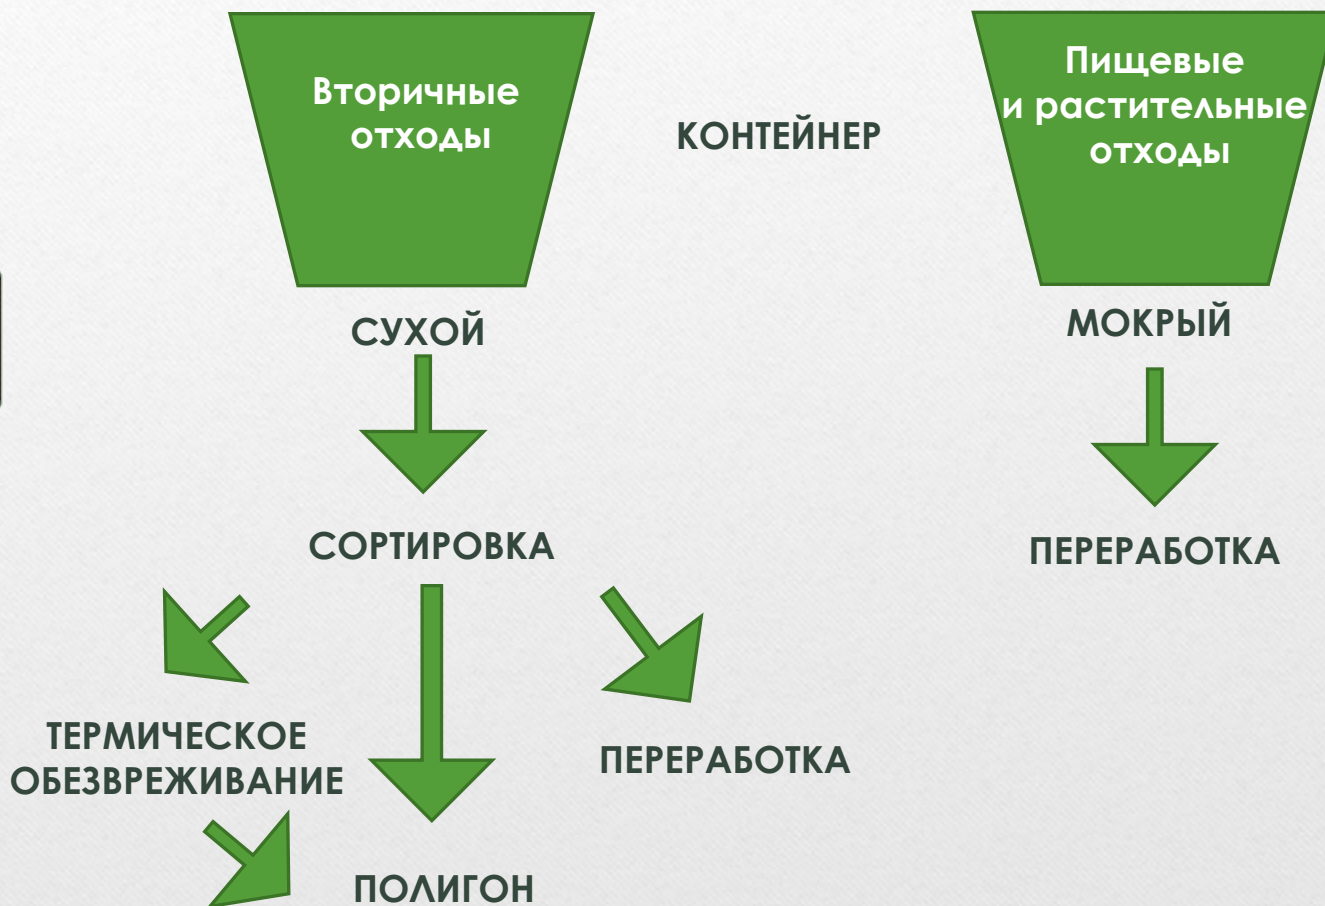 Вторичные
отходы
КОНТЕЙНЕР
Пищевые
и растительные
отходы
СУХОЙ
МОКРЫЙ
СОРТИРОВКА
ПЕРЕРАБОТКА
ТЕРМИЧЕСКОЕ
ОБЕЗВРЕЖИВАНИЕ
ПЕРЕРАБОТКА
ПОЛИГОН